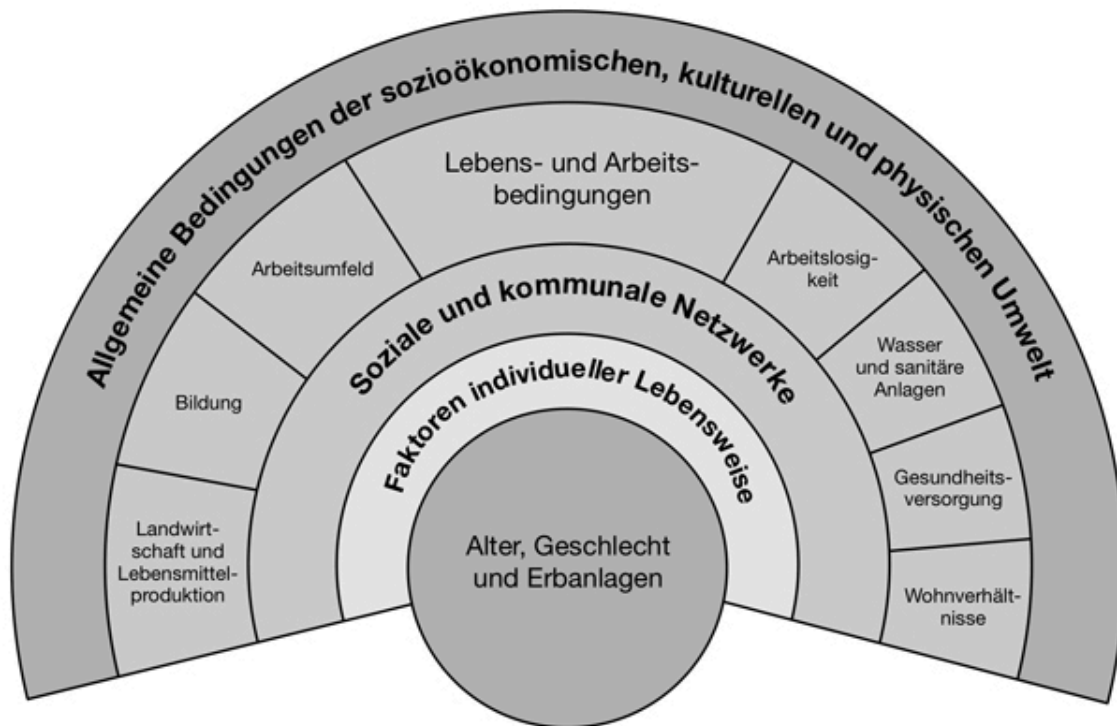 Allgemeine Bedingungen der sozioökonomischen, kulturellen und physischen Umwelt
Lebens- und Arbeits-
bedingungen
Arbeitsumfeld
Bildung
Landwirt-
schaft und
Lebensmittel-
produktion
Arbeitslosig-
keit
Wasser
und sanitäre
Anlagen
Gesundheits-
versorgung
Wohnverhält-
nisse
Soziale und kommunale Netzwerke
Faktoren individueller Lebensweise
Alter, Geschlecht
und Erbanlagen